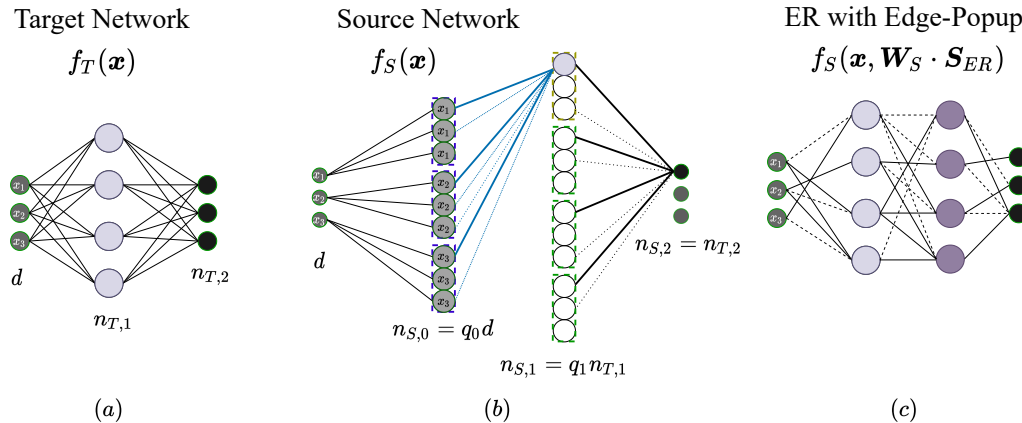 Target Network
Source Network
ER with Edge-Popup
f_T(x)
f_S(x)
f_S(x, W_S · S_{ER})
x_1
x_2
x_3
d
n_{T,1}
n_{T,2}
x_1
x_2
x_3
d
x_1
x_1
x_1
x_2
x_2
x_2
x_3
x_3
x_3
n_{S,0} = q_0 d
n_{S,1} = q_1 n_{T,1}
n_{S,2} = n_{T,2}
x_1
x_2
x_3
(a)
(b)
(c)